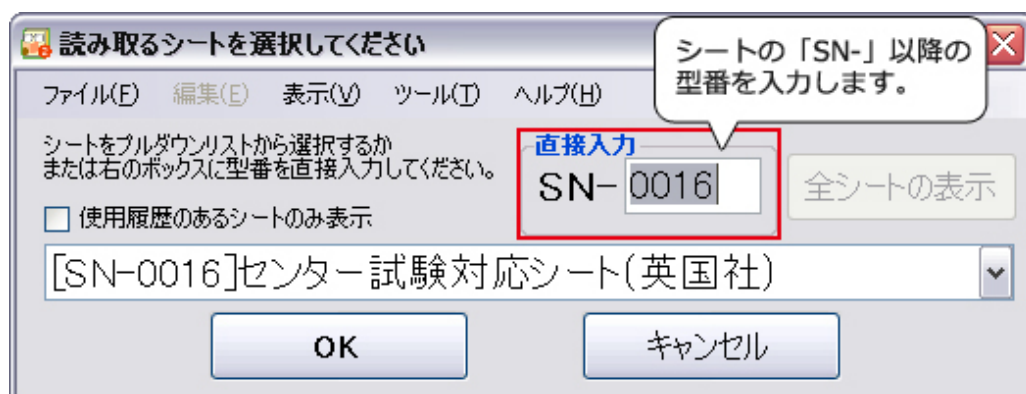 読み取るシートを選択してください
シートの「SN-」以降の
型番を入力します。
ファイル(F) 編集(E) 表示(V) ツール(T) ヘルプ(H)
シートをプルダウンリストから選択するか
または右のボックスに型番を直接入力してください。
直接入力
SN- 0016
全シートの表示
使用履歴のあるシートのみ表示
[SN-0016]センター試験対応シート(英国社)
OK
キャンセル